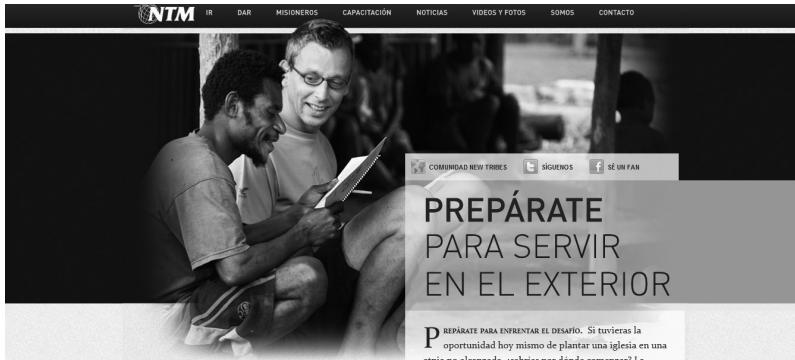 NTM IR DAR MISIONEROS CAPACITACIÓN NOTICIAS VIDEOS Y FOTOS SOMOS CONTACTO
COMUNIDAD NEW TRIBES SÍGUENOS SÉ UN FAN
PREPÁRATE
PARA SERVIR
EN EL EXTERIOR
PREPÁRATE PARA ENFRENTAR EL DESAFÍO. Si tuvieras la
oportunidad hoy mismo de plantar una iglesia en una